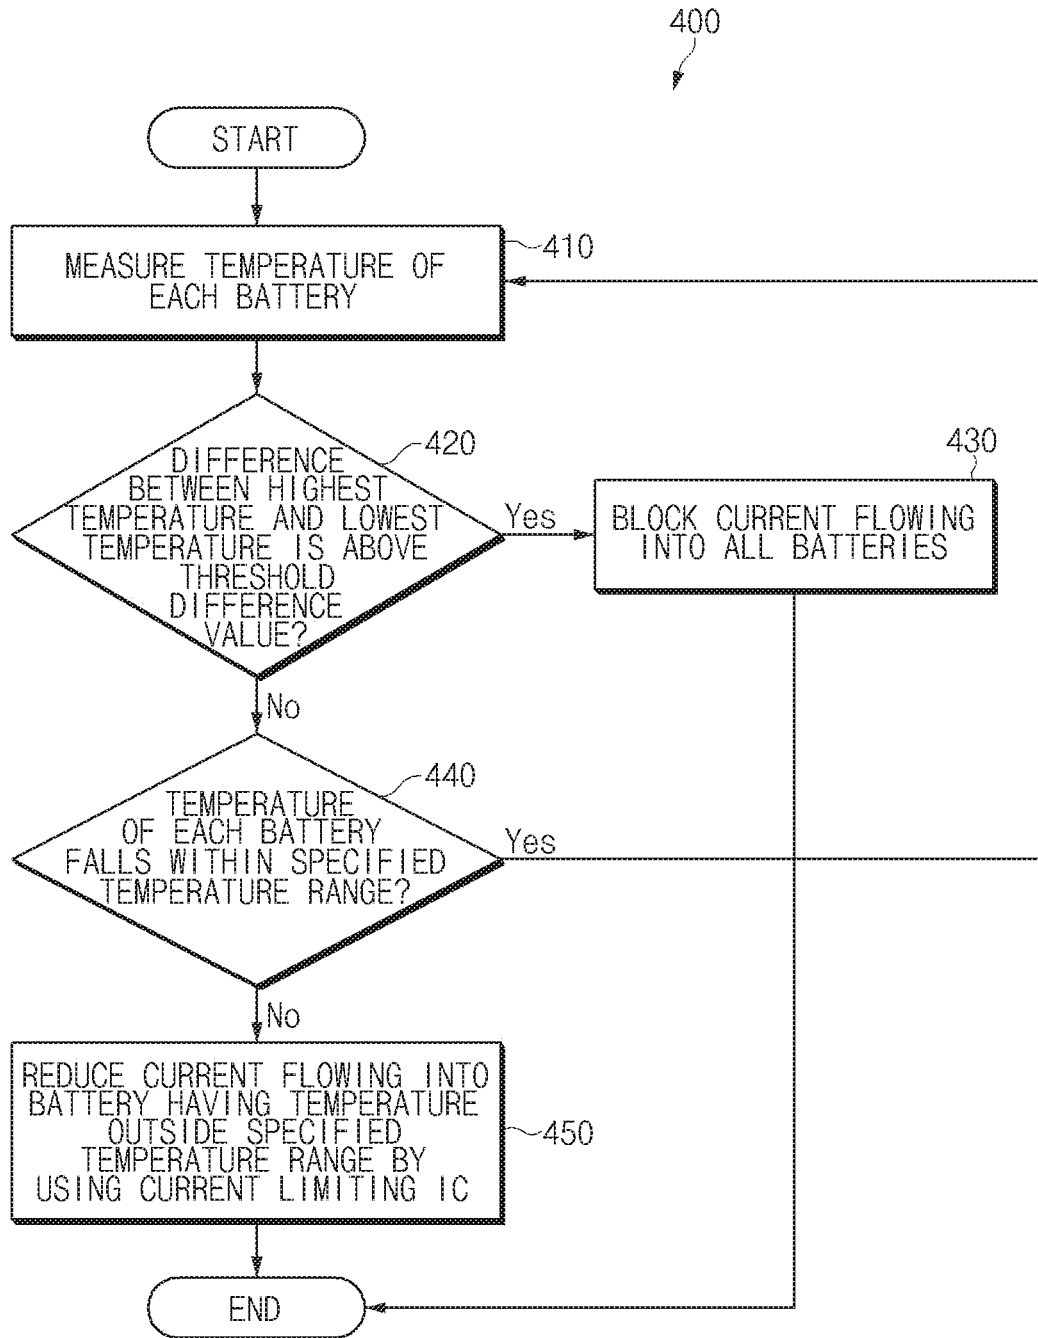 400
START
410
MEASURE TEMPERATURE OF
EACH BATTERY
420
DIFFERENCE
BETWEEN HIGHEST
TEMPERATURE AND LOWEST
TEMPERATURE IS ABOVE
THRESHOLD
DIFFERENCE
VALUE?
Yes
430
BLOCK CURRENT FLOWING
INTO ALL BATTERIES
No
440
TEMPERATURE
OF EACH BATTERY
FALLS WITHIN SPECIFIED
TEMPERATURE RANGE?
Yes
No
REDUCE CURRENT FLOWING INTO
BATTERY HAVING TEMPERATURE
OUTSIDE SPECIFIED
TEMPERATURE RANGE BY
USING CURRENT LIMITING IC
450
END